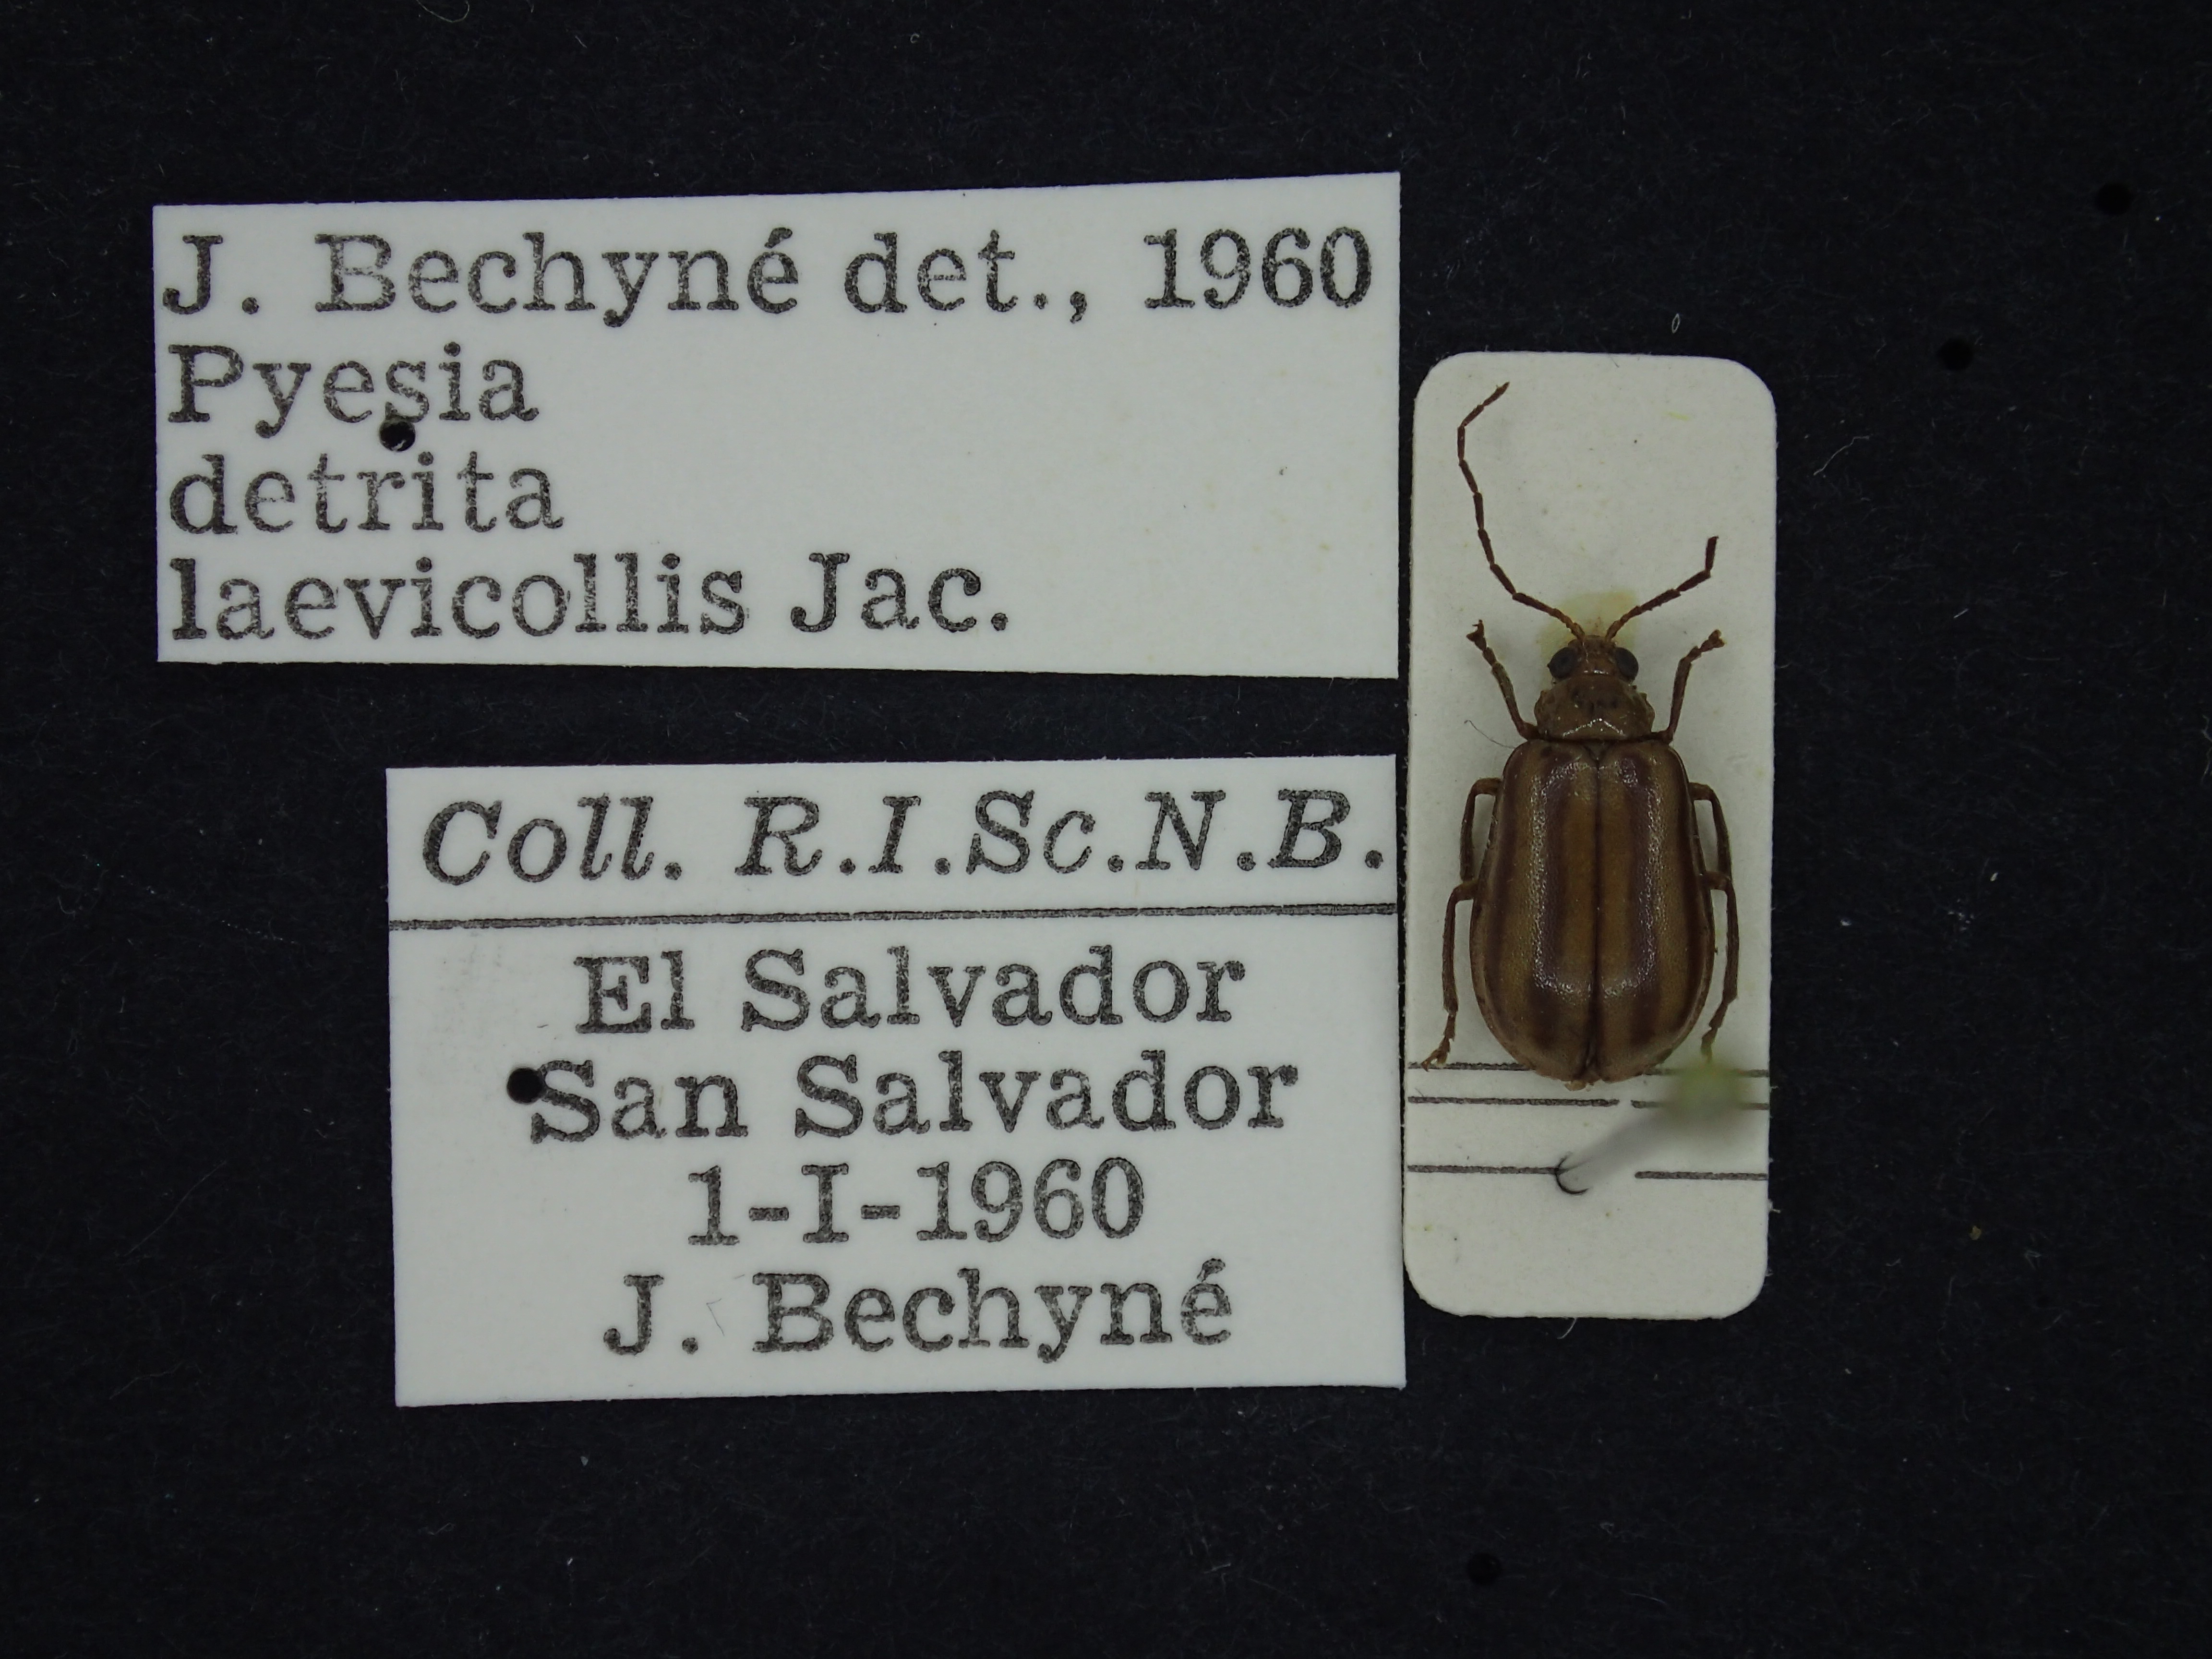 J. Bechyné det., 1960
Pyesia
detrita
laevicollis Jac.
Coll. R.I.Sc.N.B.
El Salvador
San Salvador
1-I-1960
J. Bechyné